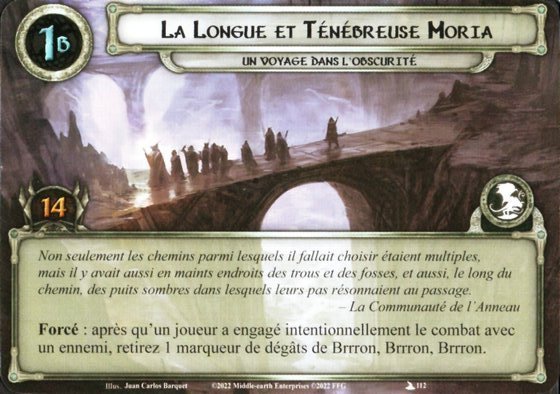 1B
La Longue et Ténébreuse Moria
UN VOYAGE DANS L'OBSCURITÉ
14
Non seulement les chemins parmi lesquels il fallait choisir étaient multiples,
mais il y avait aussi en maints endroits des trous et des fosses, et aussi, le long du
chemin, des puits sombres dans lesquels leurs pas résonnaient au passage.
– La Communauté de l'Anneau
Forcé : après qu'un joueur a engagé intentionnellement le combat avec
un ennemi, retirez 1 marqueur de dégâts de Brrron, Brrron, Brrron.
Illus. Juan Carlos Barquet ©2022 Middle-earth Enterprises ©2022 FFG 112